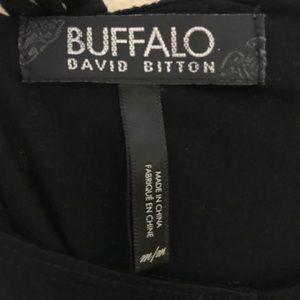 BUFFALO
DAVID BITTON
MADE IN CHINA
FABRIQUÉ EN CHINE
m/m